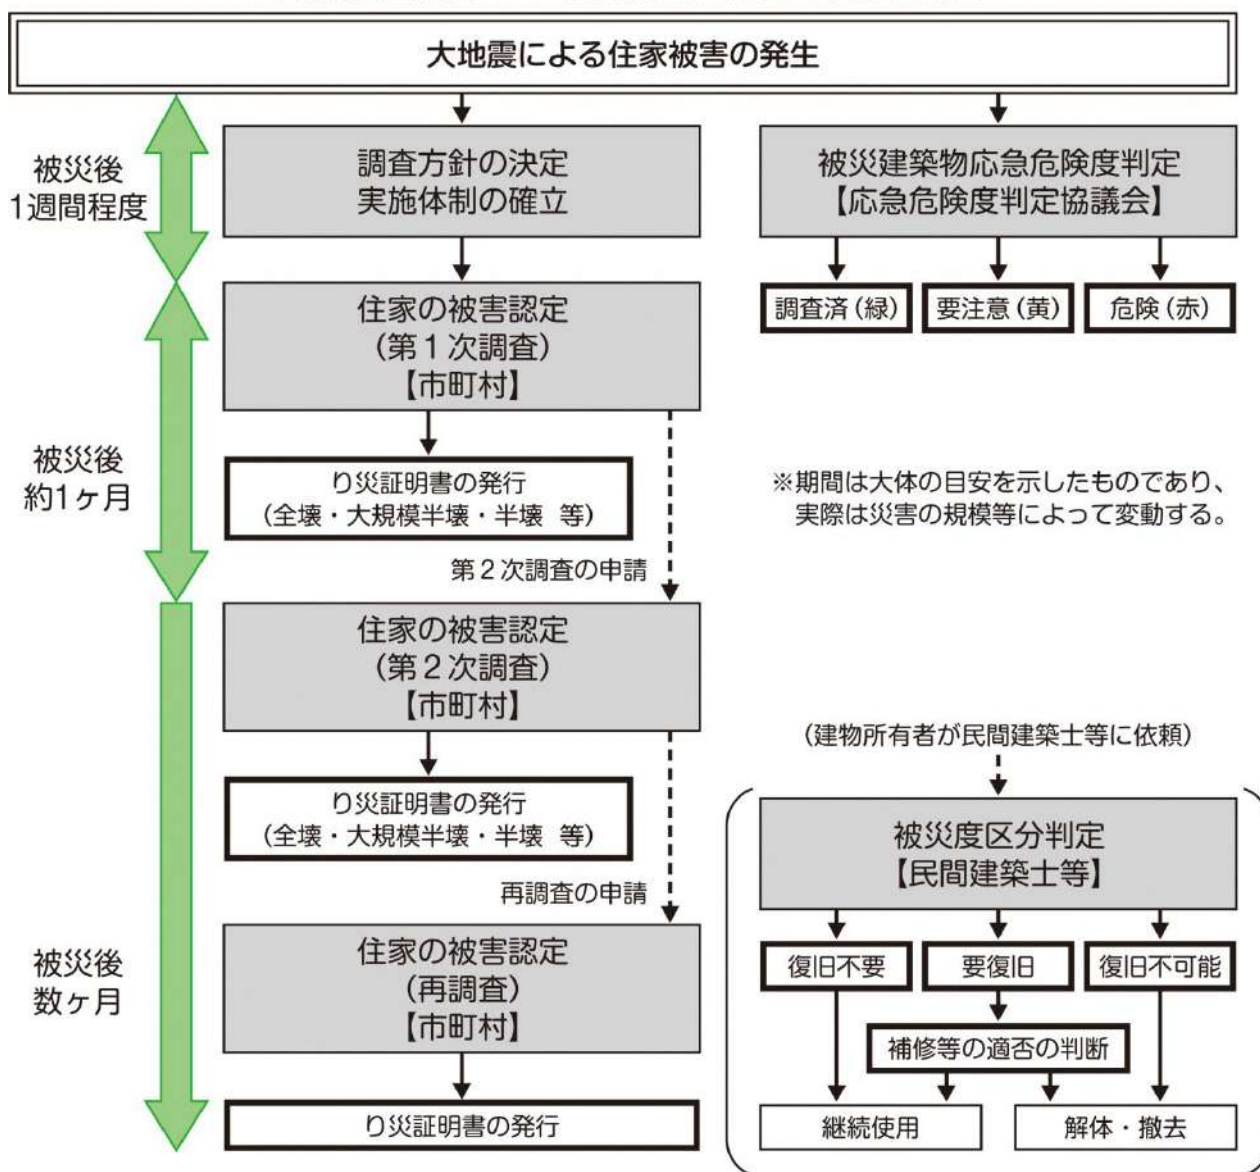 大地震による住家被害の発生
被災後
1週間程度
調査方針の決定
実施体制の確立
被災建築物応急危険度判定
【応急危険度判定協議会】
調査済（緑）
要注意（黄）
危険（赤）
被災後
約1ヶ月
住家の被害認定
（第１次調査）
【市町村】
り災証明書の発行
（全壊・大規模半壊・半壊 等）
※期間は大体の目安を示したものであり、
実際は災害の規模等によって変動する。
第２次調査の申請
被災後
数ヶ月
住家の被害認定
（第２次調査）
【市町村】
り災証明書の発行
（全壊・大規模半壊・半壊 等）
再調査の申請
住家の被害認定
（再調査）
【市町村】
り災証明書の発行
（建物所有者が民間建築士等に依頼）
被災度区分判定
【民間建築士等】
復旧不要
要復旧
復旧不可能
補修等の適否の判断
継続使用
解体・撤去